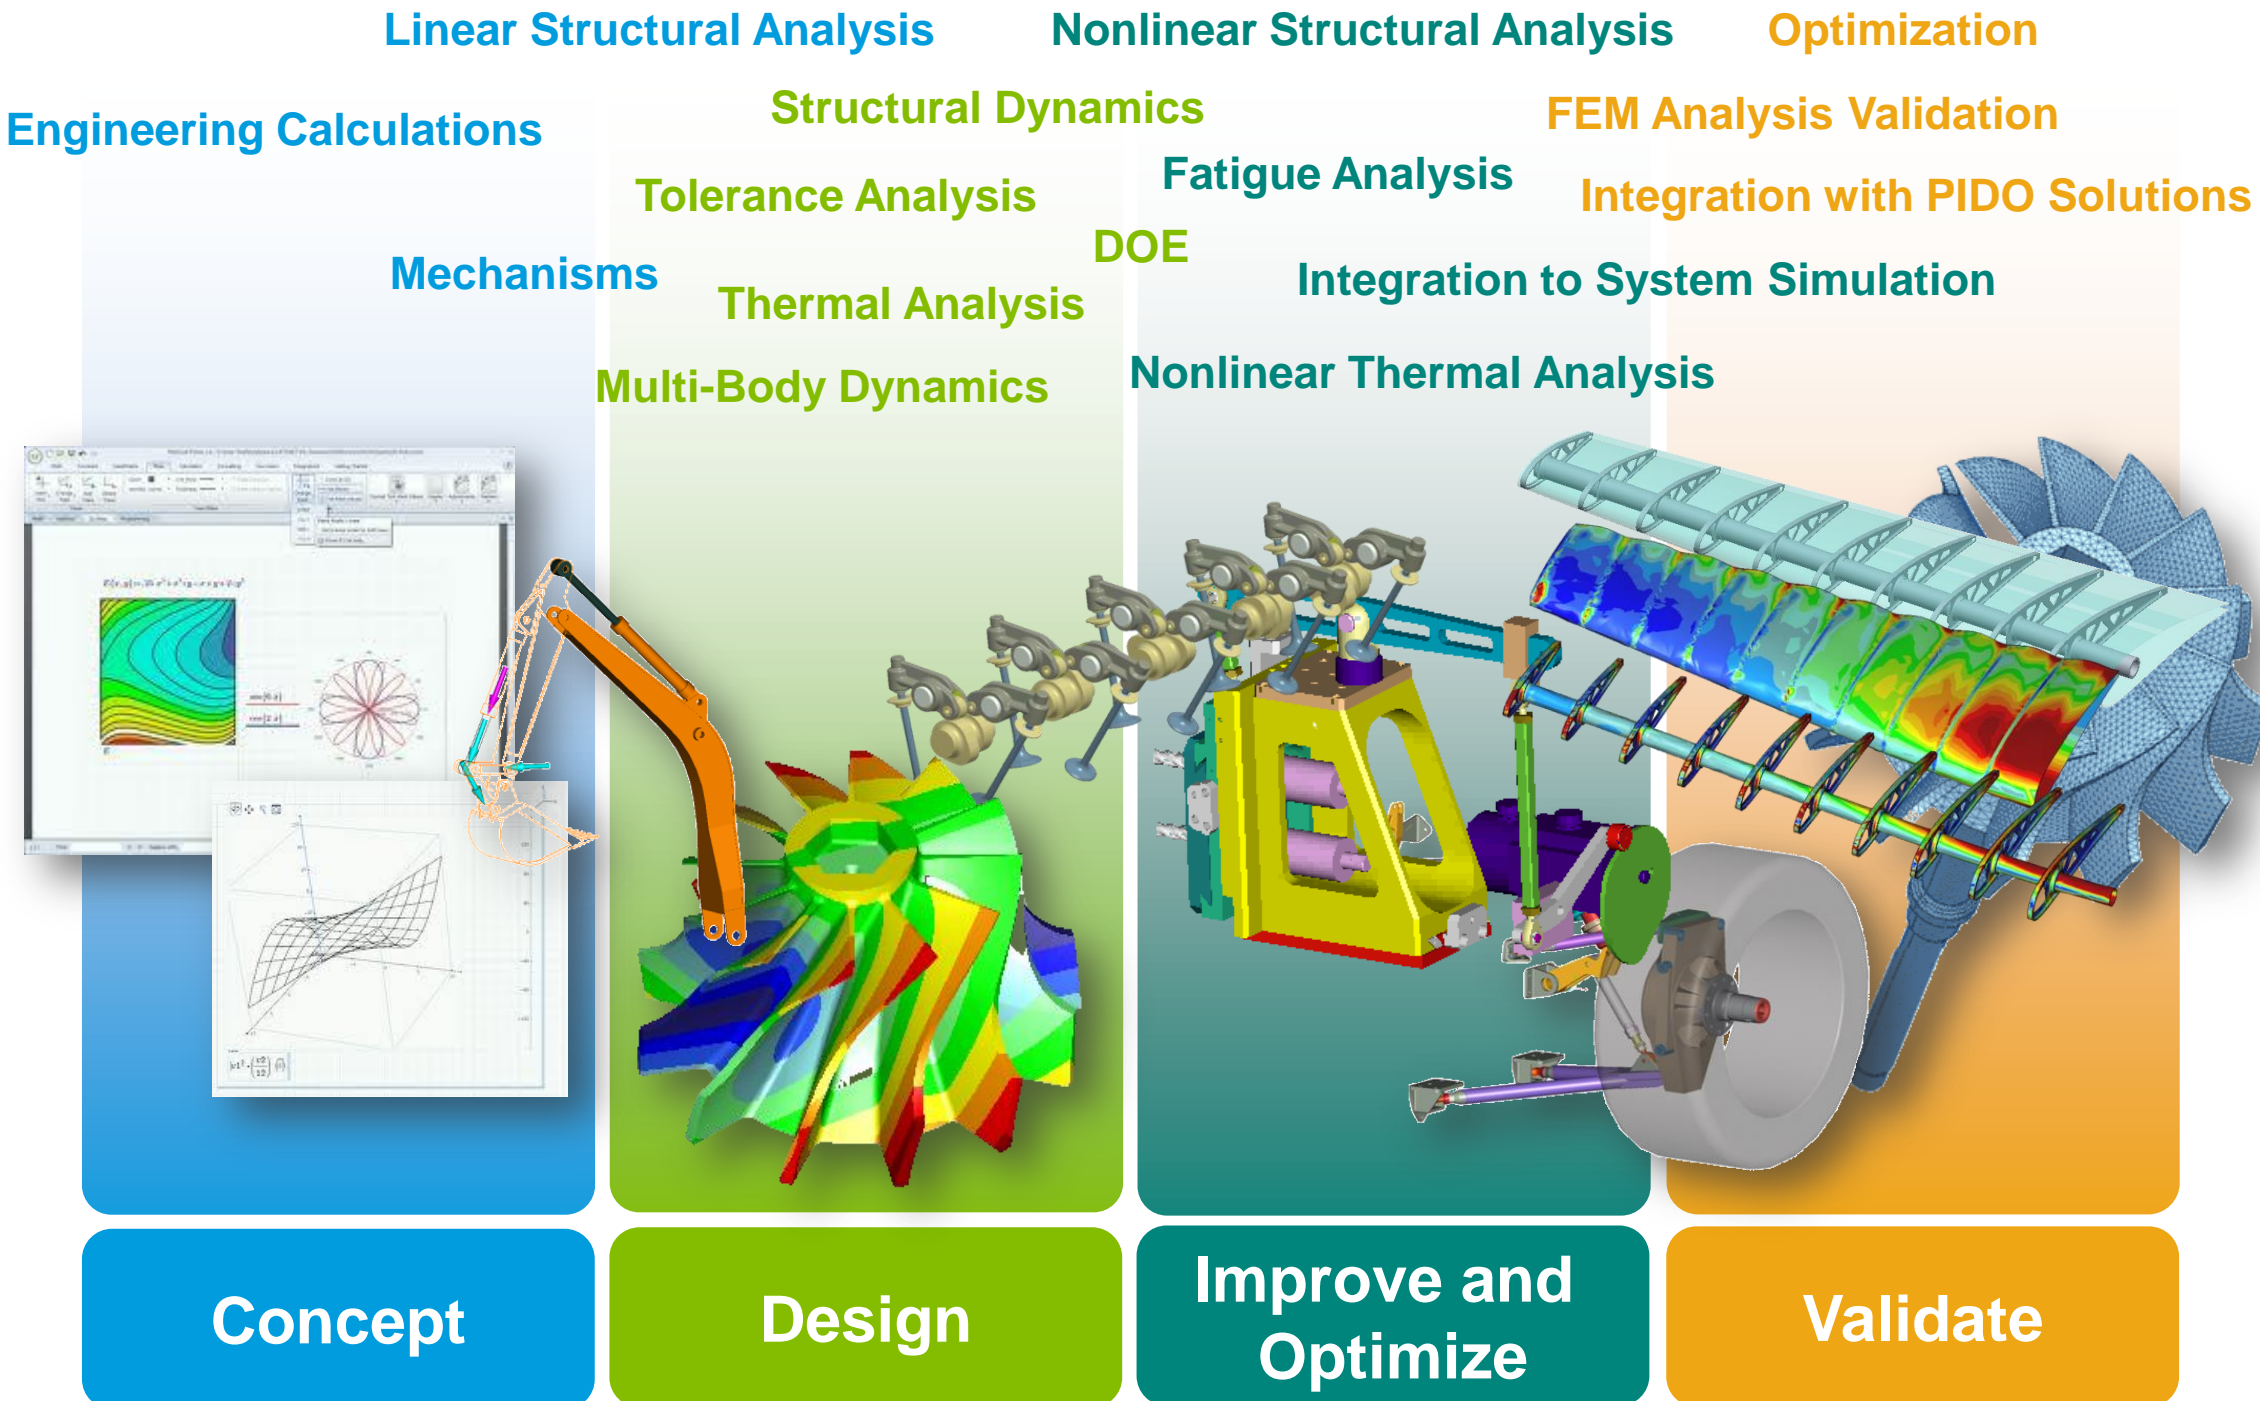 Linear Structural Analysis
Nonlinear Structural Analysis
Optimization
Engineering Calculations
Structural Dynamics
FEM Analysis Validation
Tolerance Analysis
Fatigue Analysis
Integration with PIDO Solutions
DOE
Mechanisms
Thermal Analysis
Integration to System Simulation
Multi-Body Dynamics
Nonlinear Thermal Analysis
Concept
Design
Improve and
Optimize
Validate